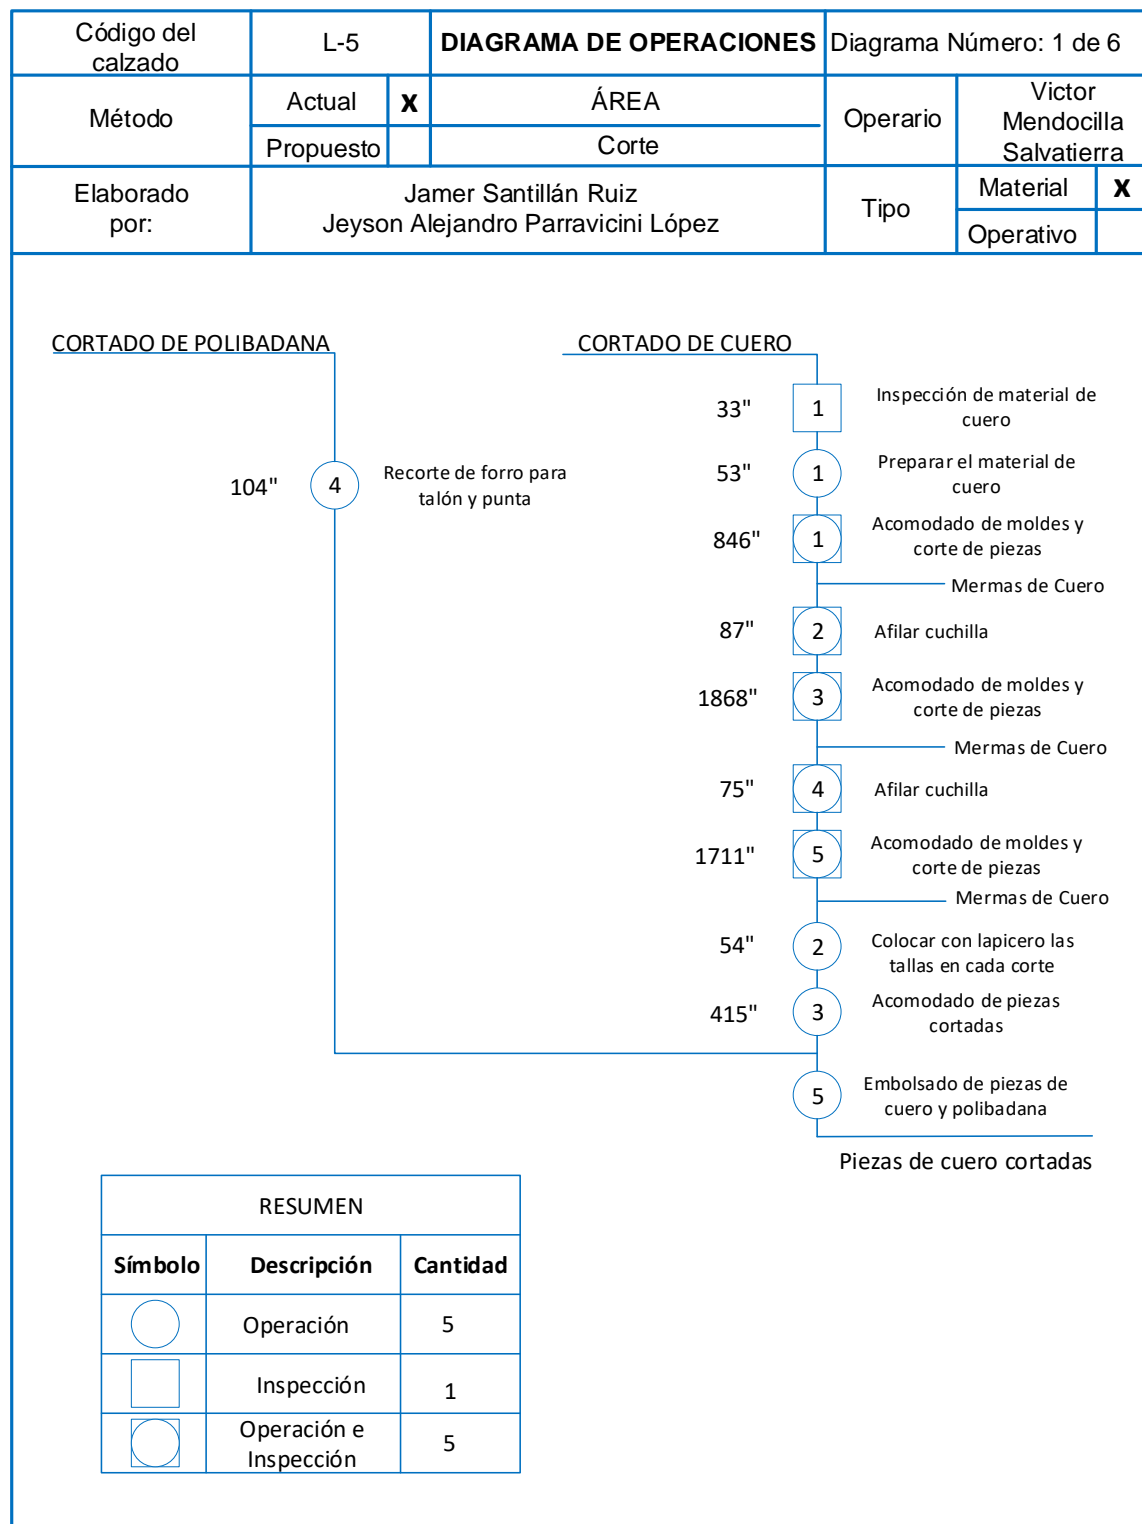 Código del
calzado
L-5
DIAGRAMA DE OPERACIONES
Diagrama Número: 1 de 6
Método
Actual
X
ÁREA
Operario
Victor
Mendocilla
Salvatierra
Propuesto
Corte
Elaborado
por:
Jamer Santillán Ruiz
Jeyson Alejandro Parravicini López
Tipo
Material
X
Operativo
CORTADO DE POLIBADANA
CORTADO DE CUERO
33"
1
Inspección de material de
cuero
104"
4
Recorte de forro para
talón y punta
53"
1
Preparar el material de
cuero
846"
1
Acomodado de moldes y
corte de piezas
Mermas de Cuero
87"
2
Afilar cuchilla
1868"
3
Acomodado de moldes y
corte de piezas
Mermas de Cuero
75"
4
Afilar cuchilla
1711"
5
Acomodado de moldes y
corte de piezas
Mermas de Cuero
54"
2
Colocar con lapicero las
tallas en cada corte
415"
3
Acomodado de piezas
cortadas
5
Embolsado de piezas de
cuero y polibadana
Piezas de cuero cortadas
RESUMEN
Símbolo
Descripción
Cantidad
Operación
5
Inspección
1
Operación e
Inspección
5